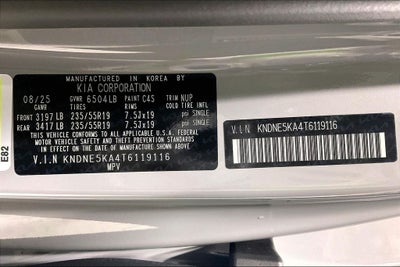 MANUFACTURED IN KOREA BY
KIA CORPORATION
08/25 GVWR 6504LB PAINT C4S TRIM NUP
GAWR TIRES RIMS COLD TIRE INFL
FRONT 3197 LB 235/55R19 7.5Jx19 psi SINGLE
REAR 3417 LB 235/55R19 7.5Jx19 psi SINGLE
THIS VEHICLE CONFORMS TO ALL APPLICABLE U.S.A. FEDERAL
MOTOR VEHICLE SAFETY AND THEFT PREVENTION STANDARDS
IN EFFECT ON THE DATE OF MANUFACTURE SHOWN ABOVE.
V.I.N KNDNE5KA4T6119116
MPV
E82
V.I.N KNDNE5KA4T6119116